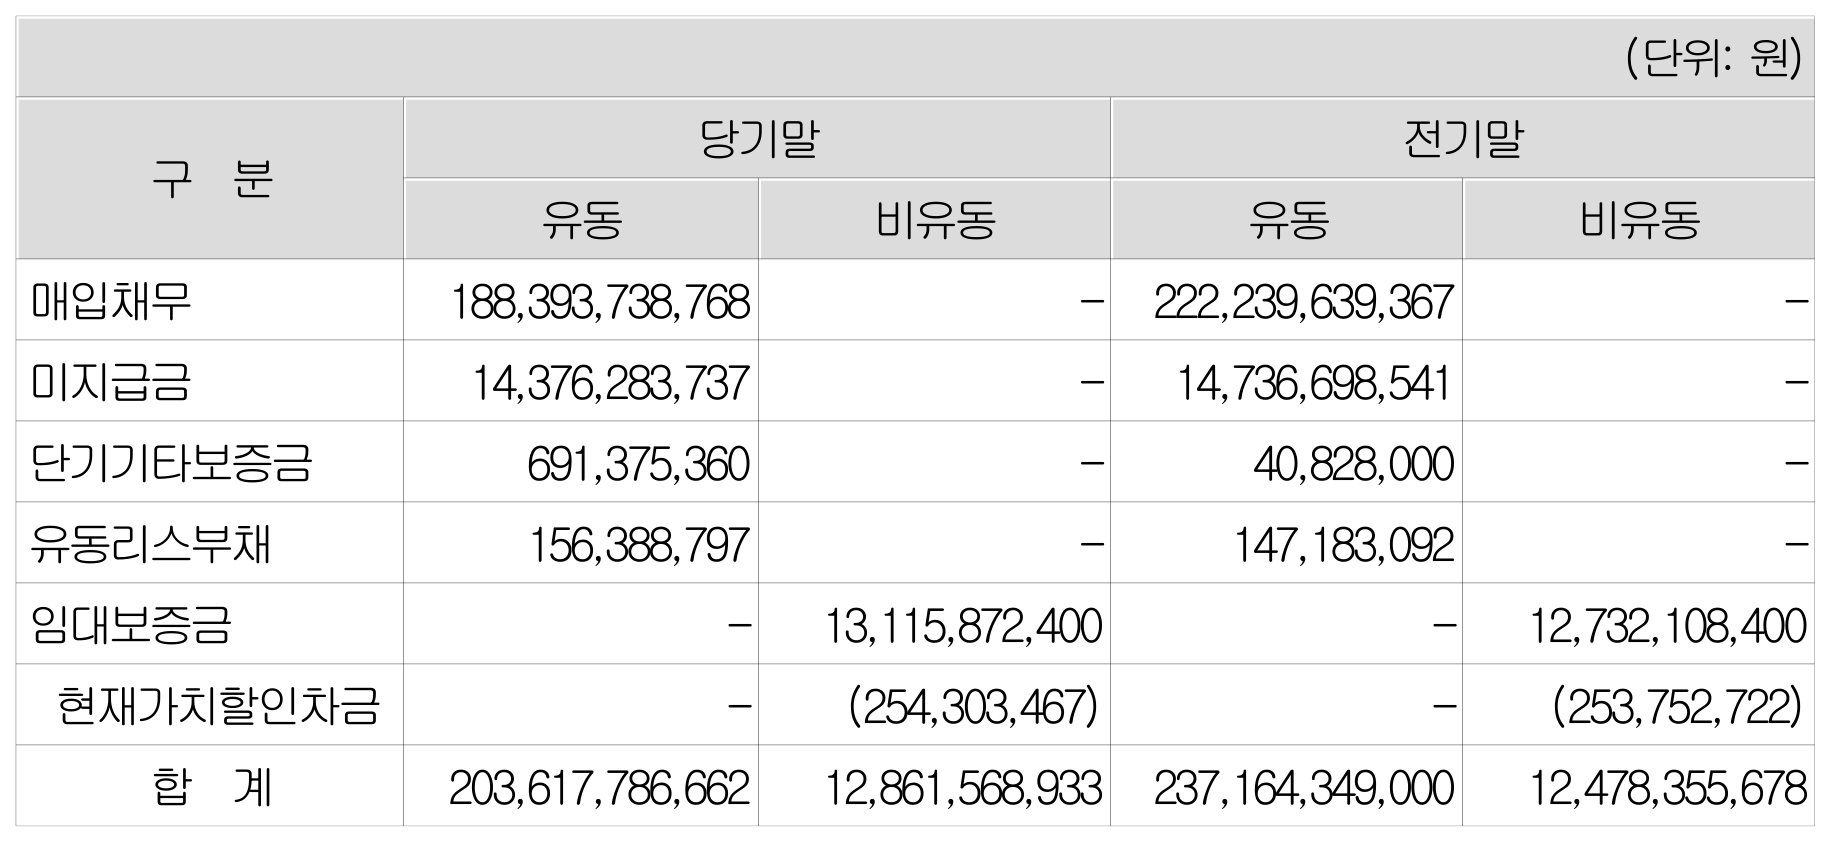 (단위: 원)
구 분 당기말 전기말
유동 비유동 유동 비유동
매입채무 188,393,738,768 - 222,239,639,367 -
미지급금 14,376,283,737 - 14,736,698,541 -
단기기타보증금 691,375,360 - 40,828,000 -
유동리스부채 156,388,797 - 147,183,092 -
임대보증금 - 13,115,872,400 - 12,732,108,400
현재가치할인차금 - (254,303,467) - (253,752,722)
합 계 203,617,786,662 12,861,568,933 237,164,349,000 12,478,355,678